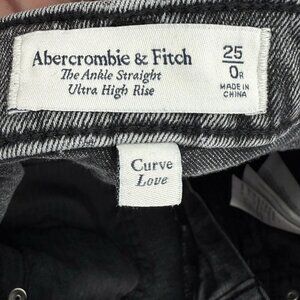 Abercrombie & Fitch
The Ankle Straight
Ultra High Rise
25
0R
MADE IN
CHINA
Curve
Love